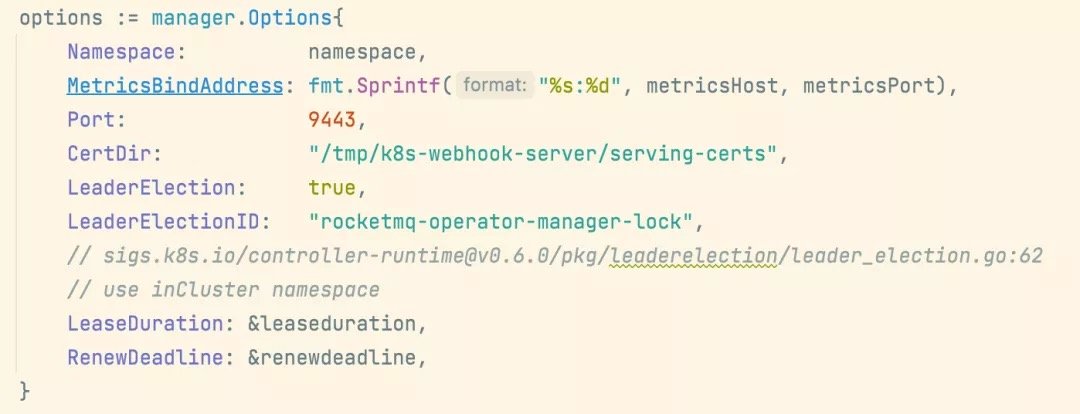 options := manager.Options{
Namespace: namespace,
MetricsBindAddress: fmt.Sprintf( format: "%s:%d", metricsHost, metricsPort),
Port: 9443,
CertDir: "/tmp/k8s-webhook-server/serving-certs",
LeaderElection: true,
LeaderElectionID: "rocketmq-operator-manager-lock",
// sigs.k8s.io/controller-runtime@v0.6.0/pkg/leaderelection/leader_election.go:62
// use inCluster namespace
LeaseDuration: &leaseduration,
RenewDeadline: &renewdeadline,
}